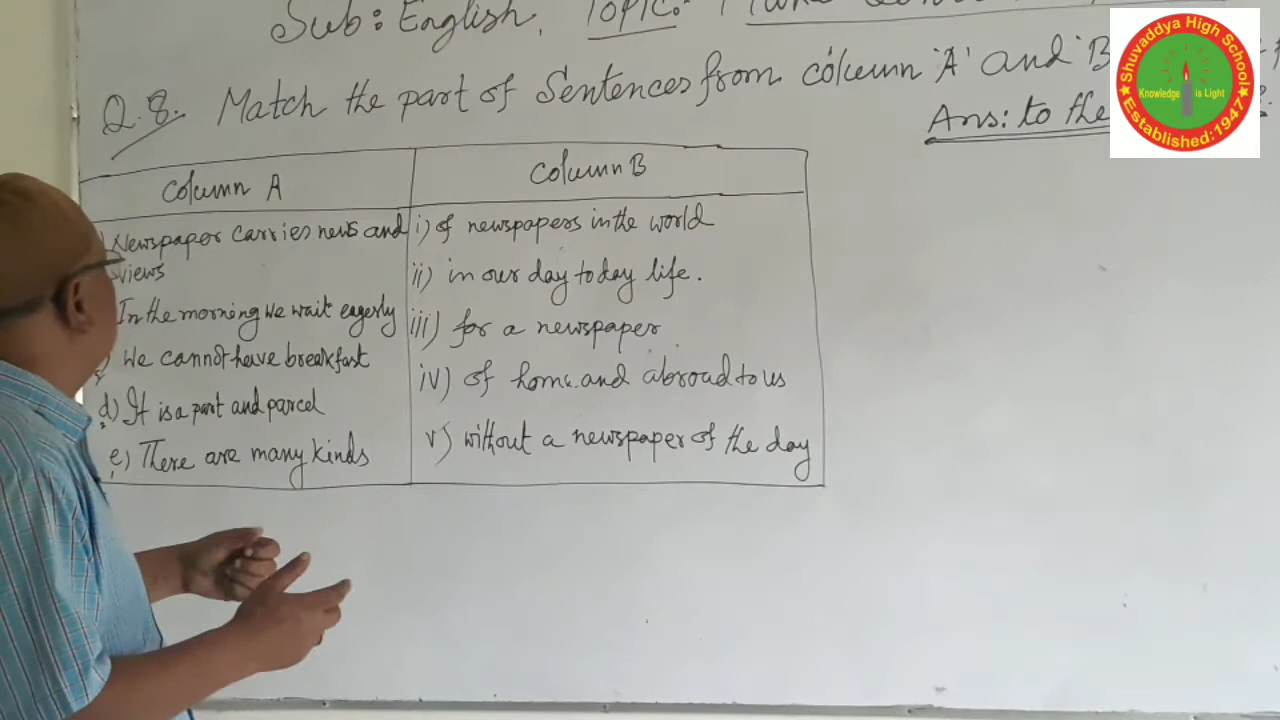 Sub: English. Topic:
Q.8. Match the part of Sentences from column 'A' and 'B
Ans: to the
Column A
Column B
Newspaper carries news and
views
In the morning we wait eagerly
We cannot have breakfast
d) It is a part and parcel
e) There are many kinds
i) of newspapers in the world
ii) in our day today life.
iii) for a newspaper
iv) of home and abroad to us
v) without a newspaper of the day
Shuvaddya High School
Knowledge is Light
Established:1947